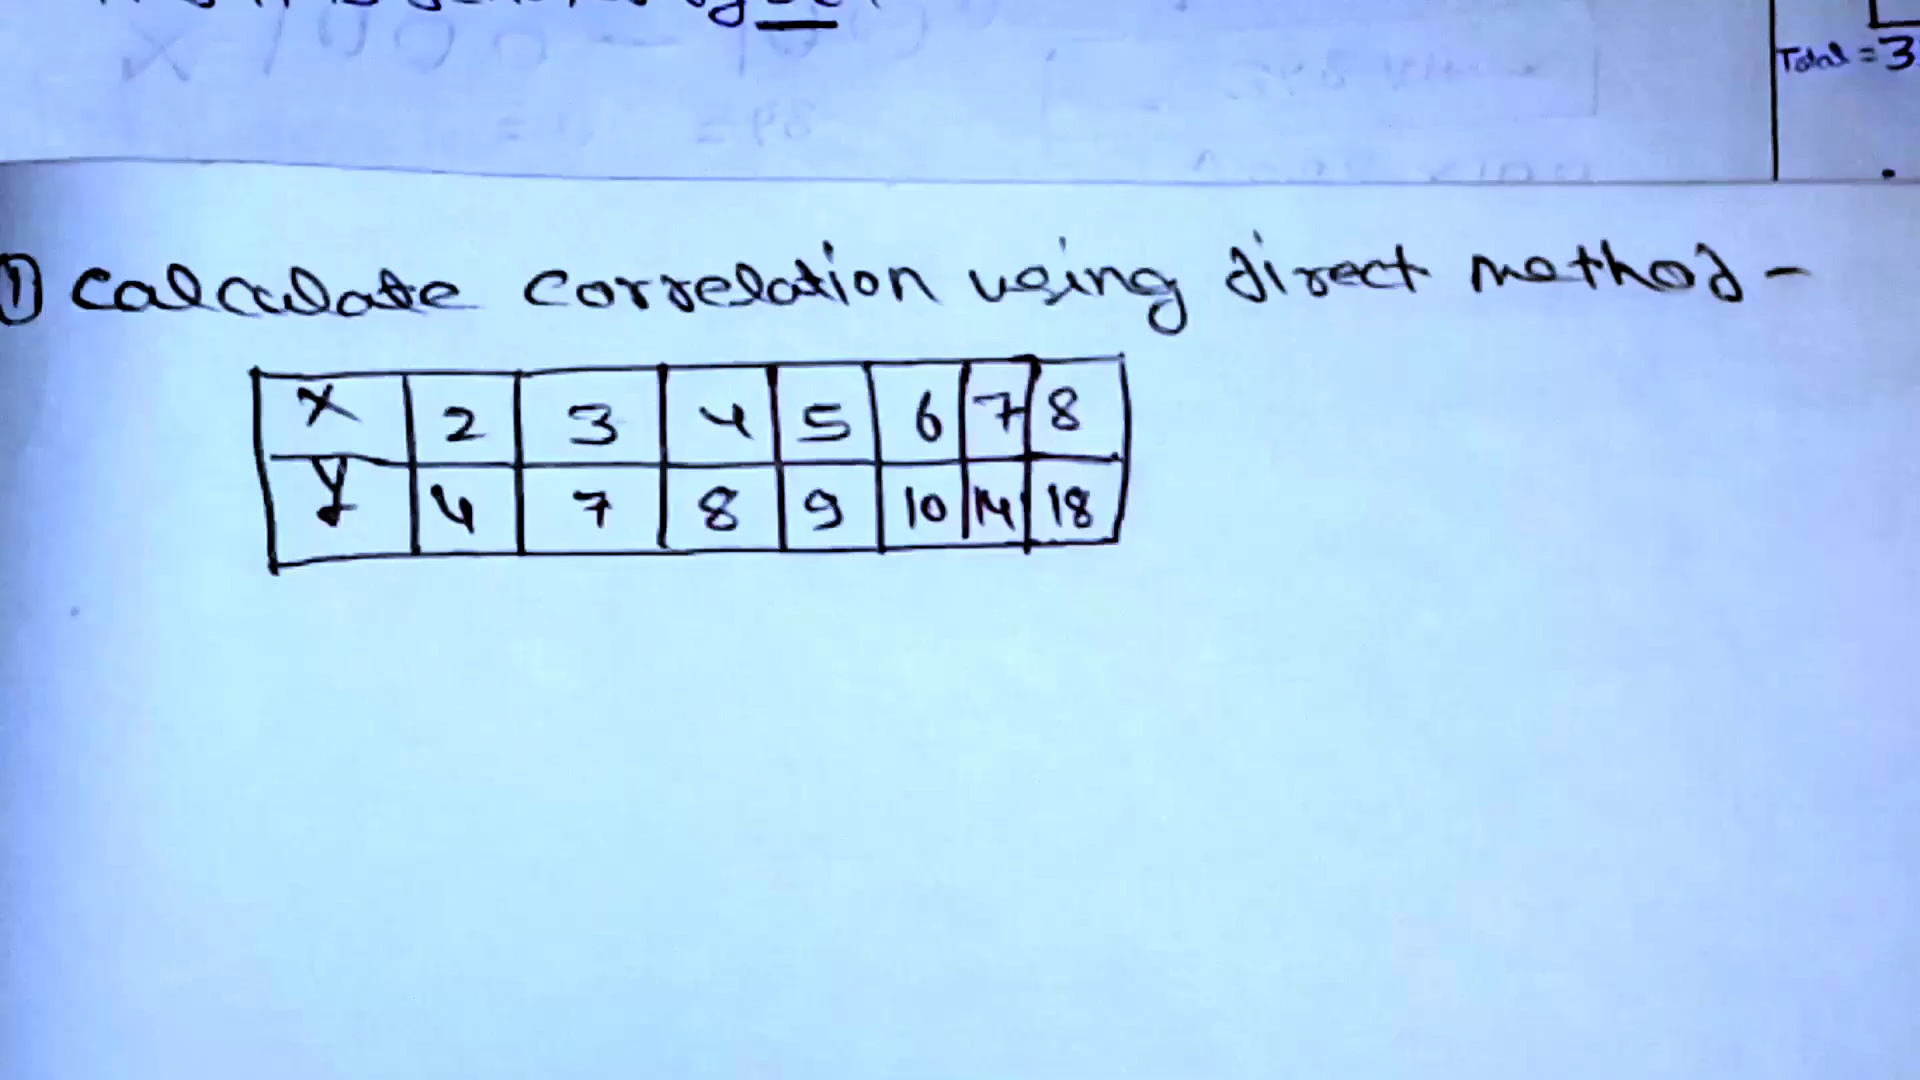 Total = 3
① Calculate correlation using direct method -
X 2 3 4 5 6 7 8
Y 4 7 8 9 10 14 18